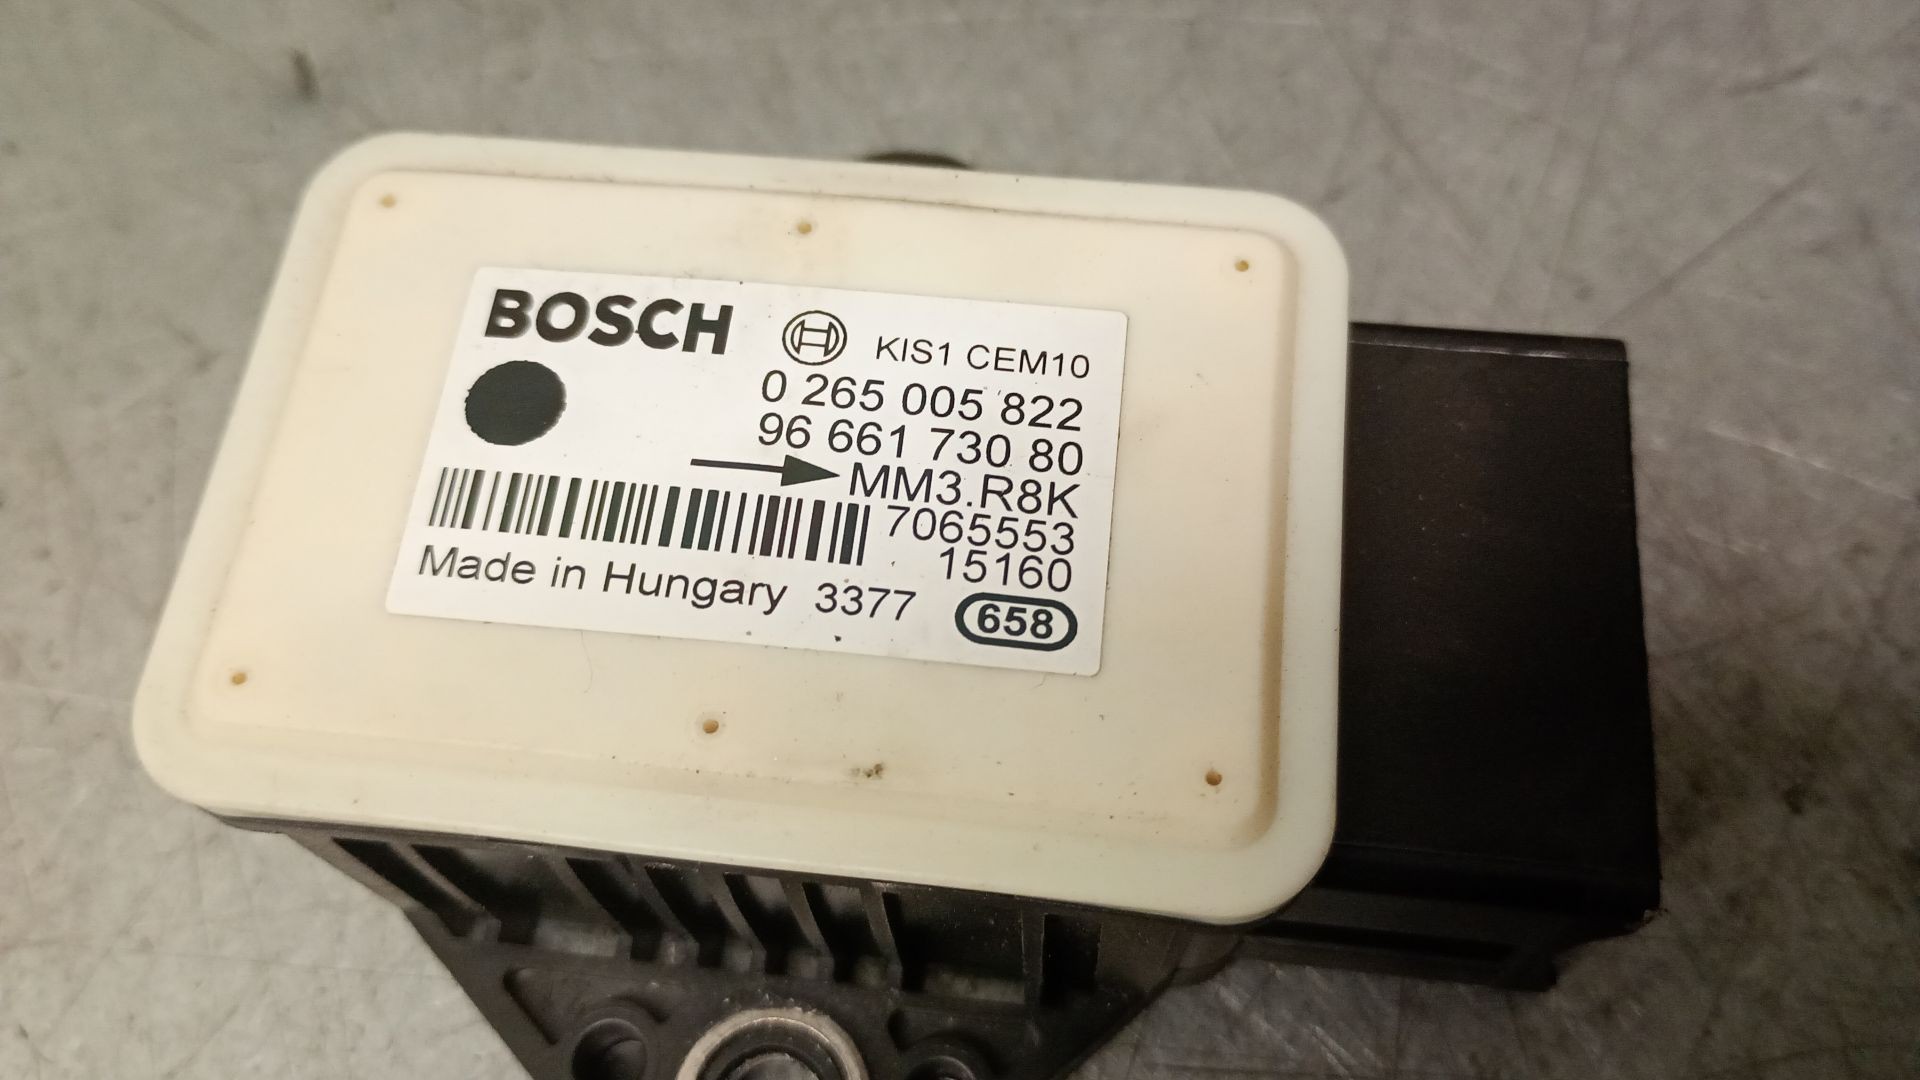 BOSCH KIS1 CEM10
0 265 005 822
96 661 730 80
MM3.R8K
7065553
15160
Made in Hungary 3377 658